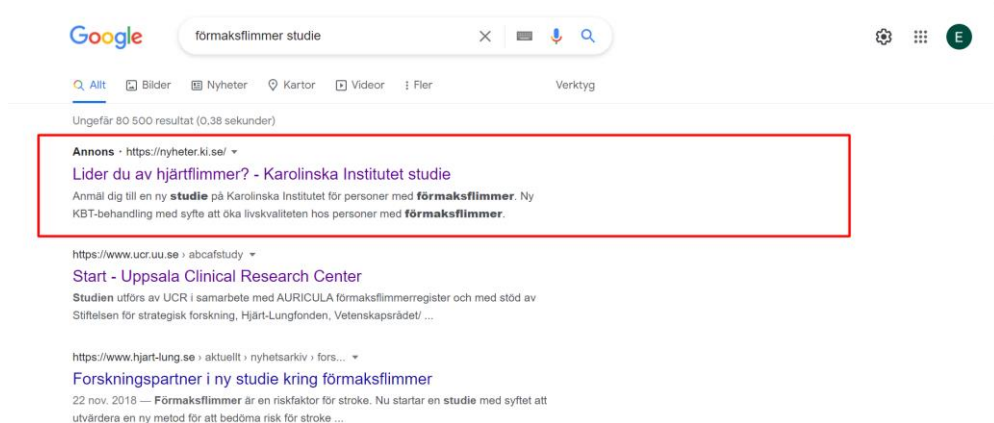 Google
förmaksflimmer studie
E
Allt Bilder Nyheter Kartor Videor Fler Verktyg
Ungefär 80 500 resultat (0,38 sekunder)
Annons · https://nyheter.ki.se/
Lider du av hjärtflimmer? - Karolinska Institutet studie
Anmäl dig till en ny studie på Karolinska Institutet för personer med förmaksflimmer. Ny
KBT-behandling med syfte att öka livskvaliteten hos personer med förmaksflimmer.
https://www.ucr.uu.se › abcafstudy
Start - Uppsala Clinical Research Center
Studien utförs av UCR i samarbete med AURICULA förmaksflimmerregister och med stöd av
Stiftelsen för strategisk forskning, Hjärt-Lungfonden, Vetenskapsrådet/ ...
https://www.hjart-lung.se › aktuellt › nyhetsarkiv › fors...
Forskningspartner i ny studie kring förmaksflimmer
22 nov. 2018 — Förmaksflimmer är en riskfaktor för stroke. Nu startar en studie med syftet att
utvärdera en ny metod för att bedöma risk för stroke ...